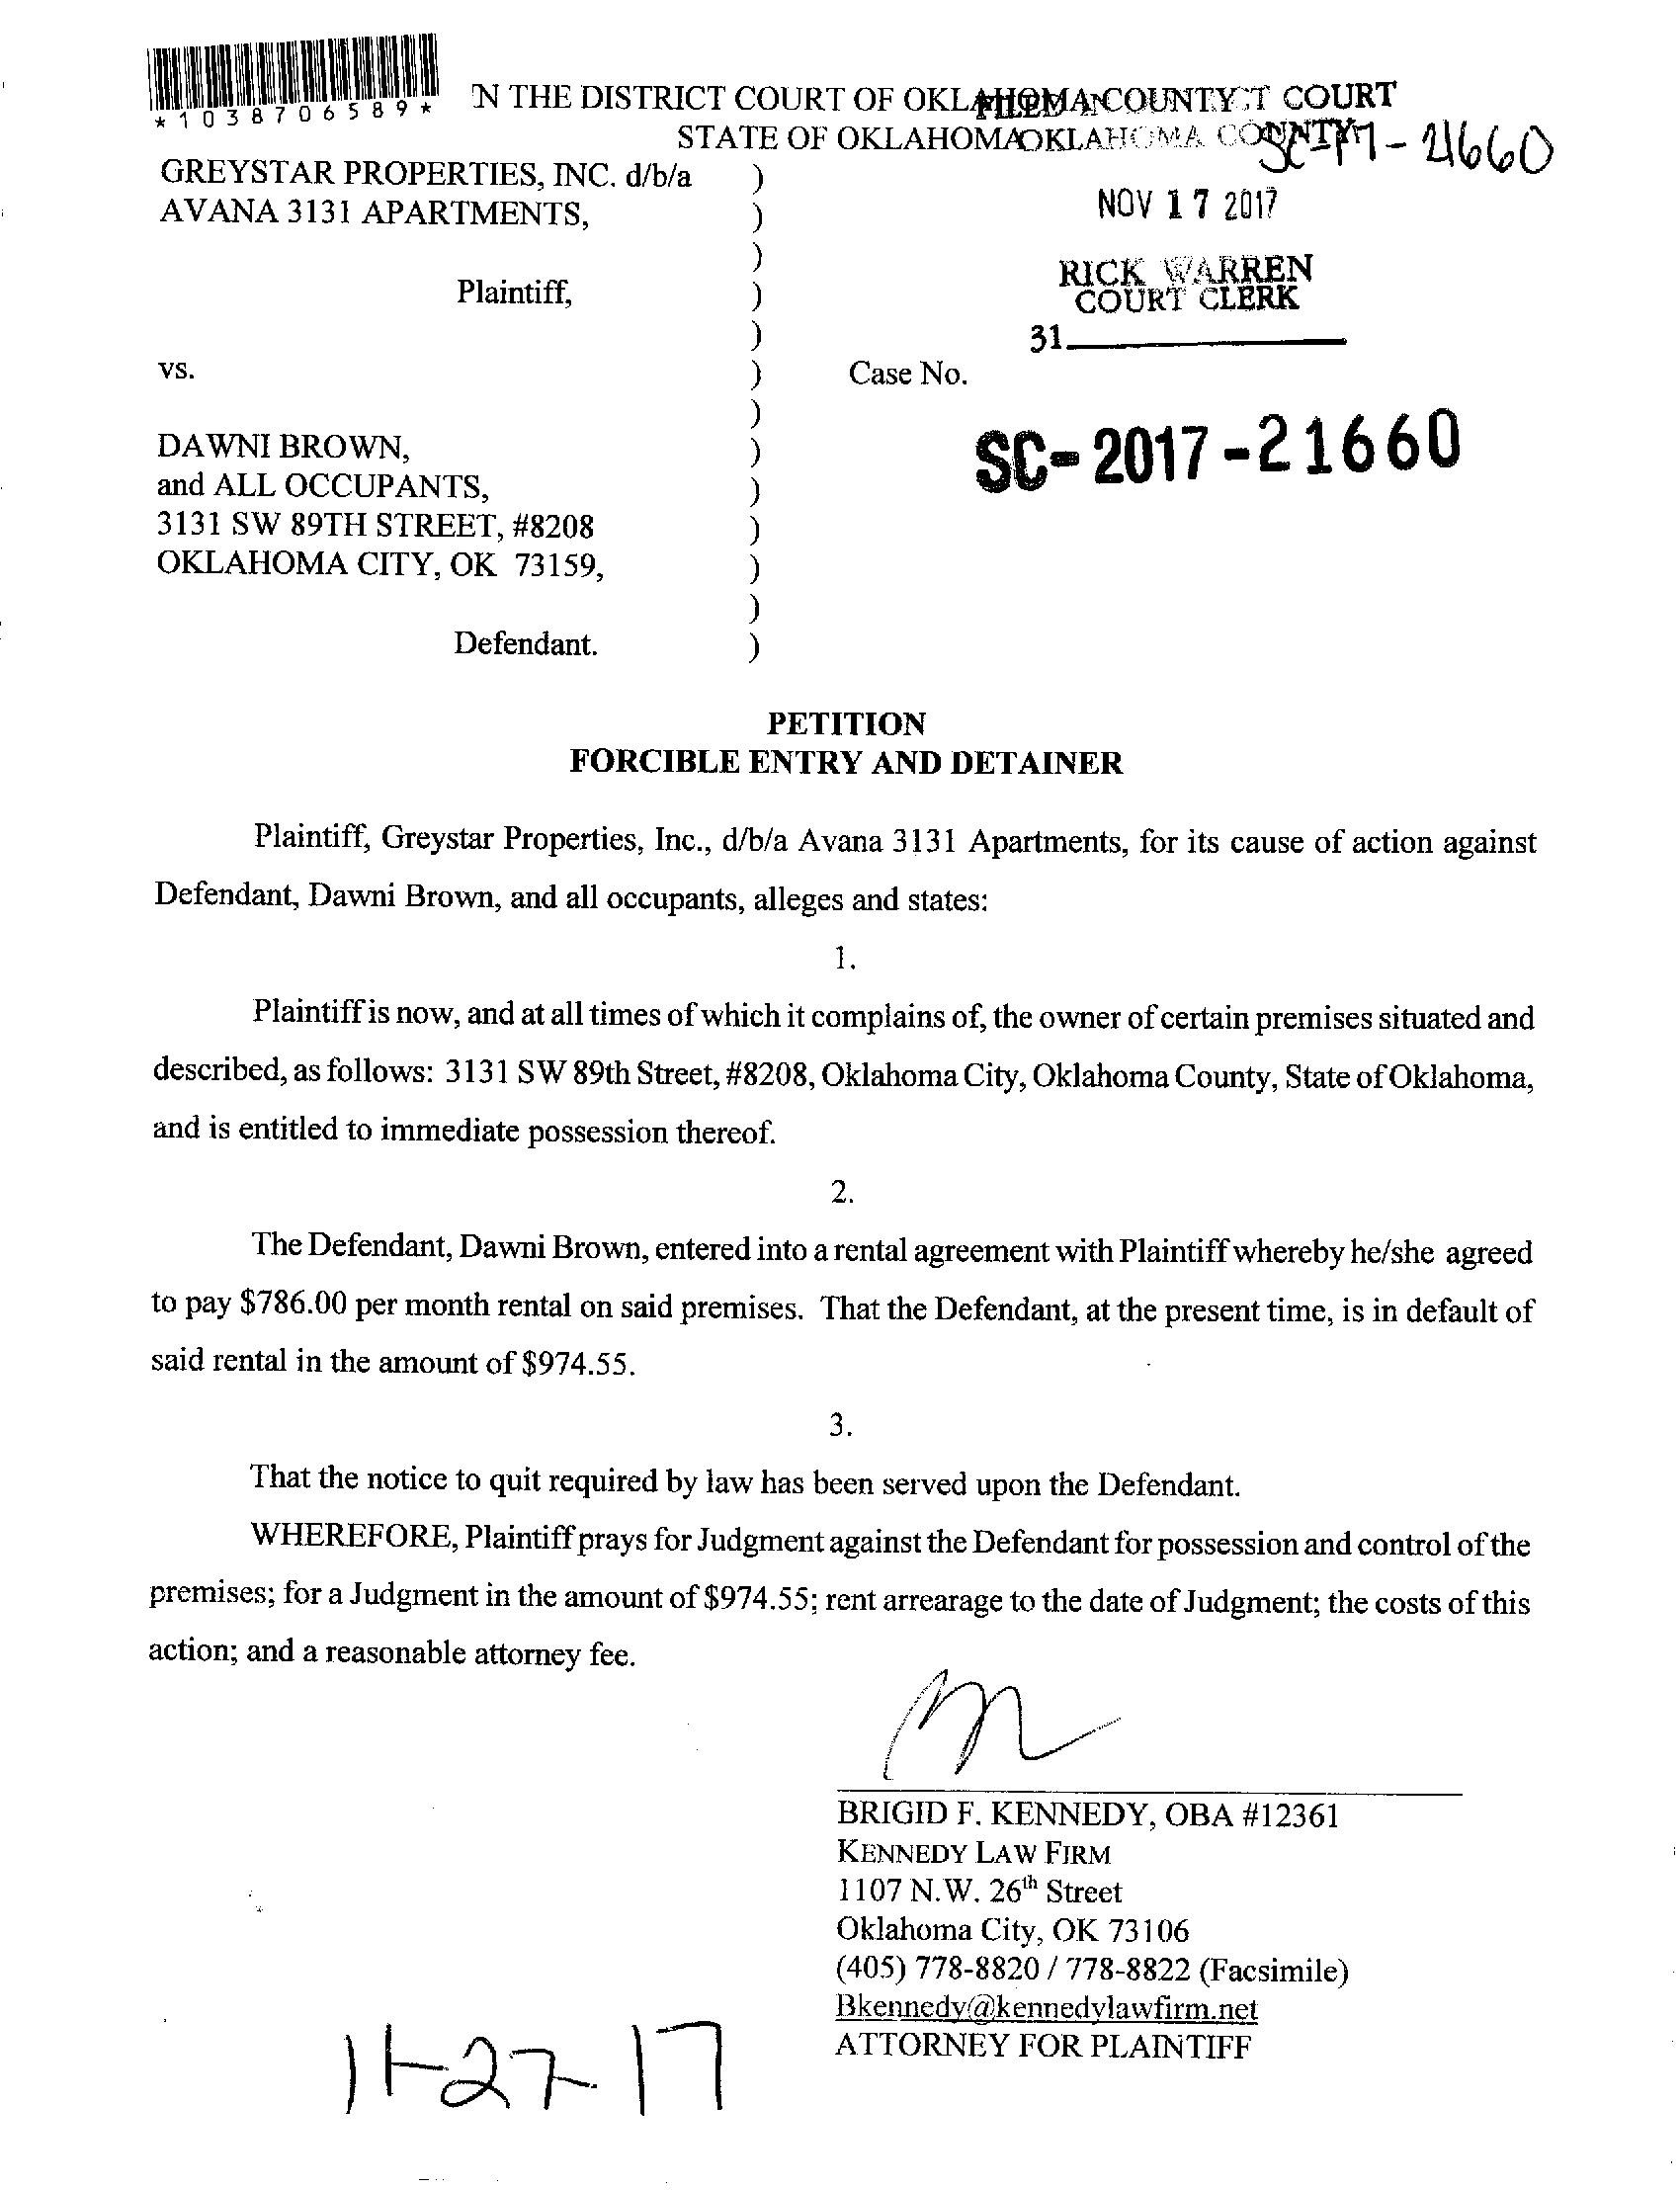 *1038706589*
'N THE DISTRICT COURT OF OKLAHOMA COUNTY
STATE OF OKLAHOMA
FILED
COURT
OKLAHOMA COUNTY
SC-17-21660
GREYSTAR PROPERTIES, INC. d/b/a )
AVANA 3131 APARTMENTS, )
NOV 17 2017
)
Plaintiff, )
RICK WARREN
COURT CLERK
)
31
vs. ) Case No.
)
DAWNI BROWN, )
SC-2017-21660
and ALL OCCUPANTS, )
3131 SW 89TH STREET, #8208 )
OKLAHOMA CITY, OK 73159, )
)
Defendant. )
PETITION
FORCIBLE ENTRY AND DETAINER
Plaintiff, Greystar Properties, Inc., d/b/a Avana 3131 Apartments, for its cause of action against
Defendant, Dawni Brown, and all occupants, alleges and states:
1.
Plaintiff is now, and at all times of which it complains of, the owner of certain premises situated and
described, as follows: 3131 SW 89th Street, #8208, Oklahoma City, Oklahoma County, State of Oklahoma,
and is entitled to immediate possession thereof.
2.
The Defendant, Dawni Brown, entered into a rental agreement with Plaintiff whereby he/she agreed
to pay $786.00 per month rental on said premises. That the Defendant, at the present time, is in default of
said rental in the amount of $974.55.
3.
That the notice to quit required by law has been served upon the Defendant.
WHEREFORE, Plaintiff prays for Judgment against the Defendant for possession and control of the
premises; for a Judgment in the amount of $974.55; rent arrearage to the date of Judgment; the costs of this
action; and a reasonable attorney fee.
BRIGID F. KENNEDY, OBA #12361
KENNEDY LAW FIRM
1107 N.W. 26th Street
Oklahoma City, OK 73106
(405) 778-8820 / 778-8822 (Facsimile)
Bkennedy@kennedylawfirm.net
ATTORNEY FOR PLAINTIFF
11-27-17